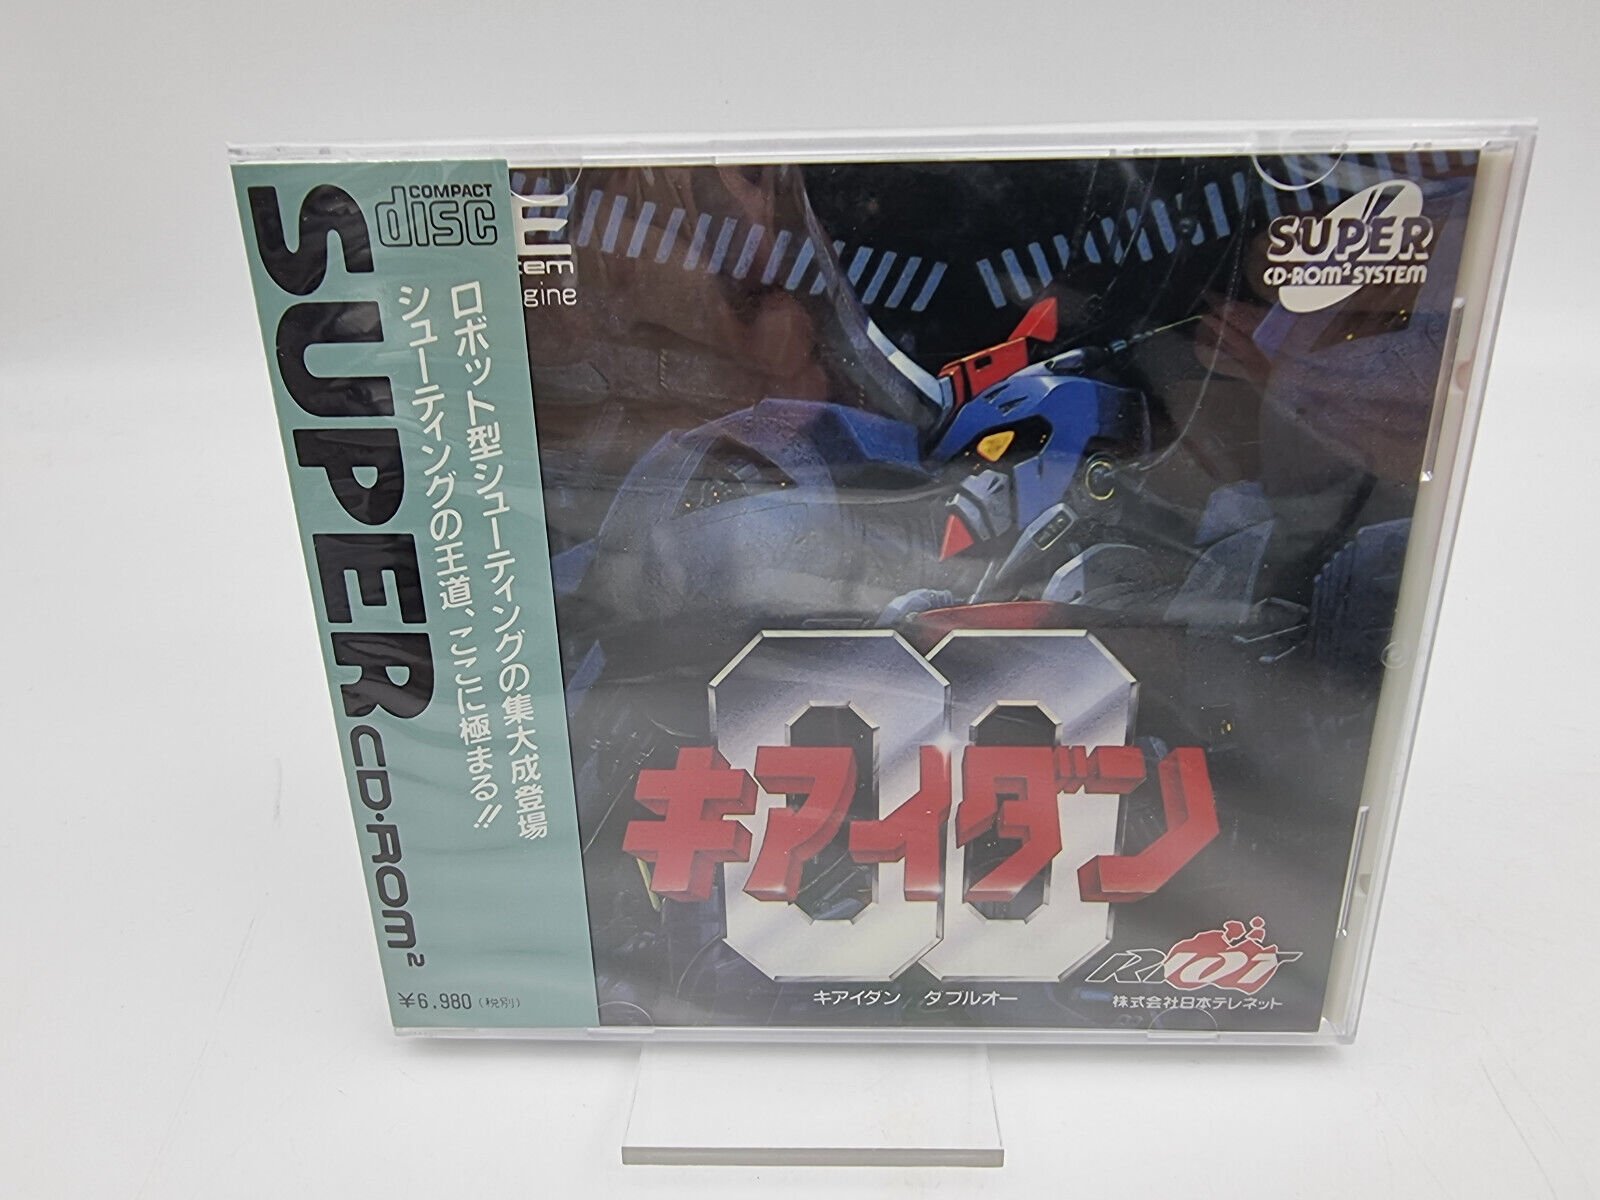 COMPACT
disc
SUPER CD-ROM²
ロボット型シューティングの集大成登場
シューティングの王道、ここに極まる!!
¥6,980(税別)
E
tem
gine
SUPER
CD-ROM² SYSTEM
00
キアイダン
キアイダン ダブルオー
RIOT
株式会社日本テレネット